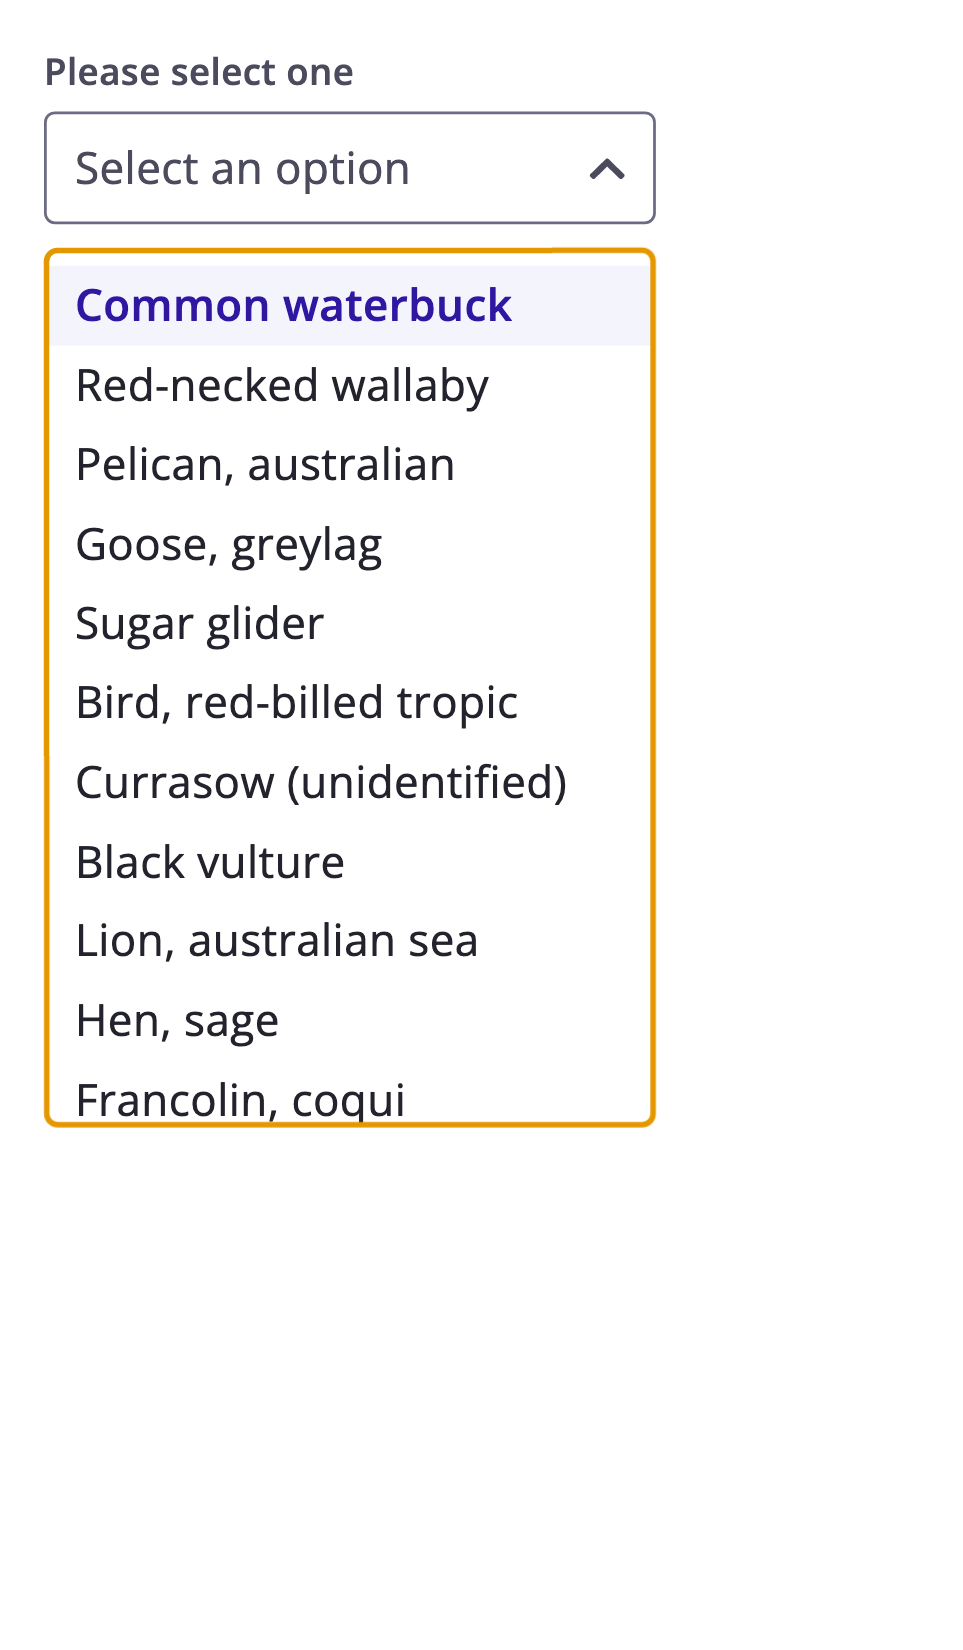 Please select one
Select an option
Common waterbuck
Red-necked wallaby
Pelican, australian
Goose, greylag
Sugar glider
Bird, red-billed tropic
Currasow (unidentified)
Black vulture
Lion, australian sea
Hen, sage
Francolin, coqui